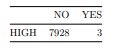 NO YES
HIGH 7928 3